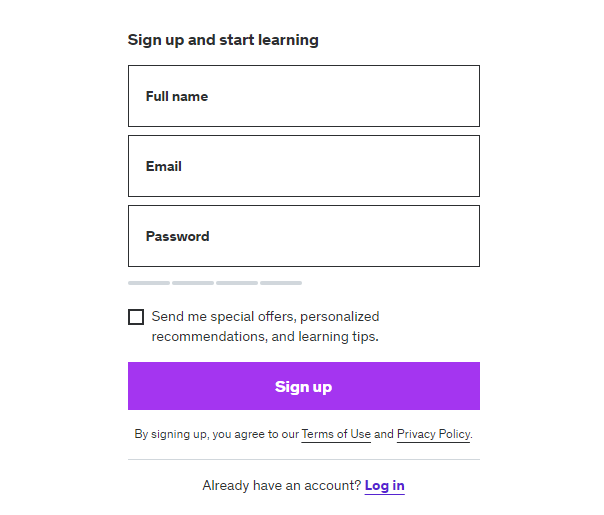 Sign up and start learning
Full name
Email
Password
Send me special offers, personalized
recommendations, and learning tips.
Sign up
By signing up, you agree to our Terms of Use and Privacy Policy.
Already have an account? Log in